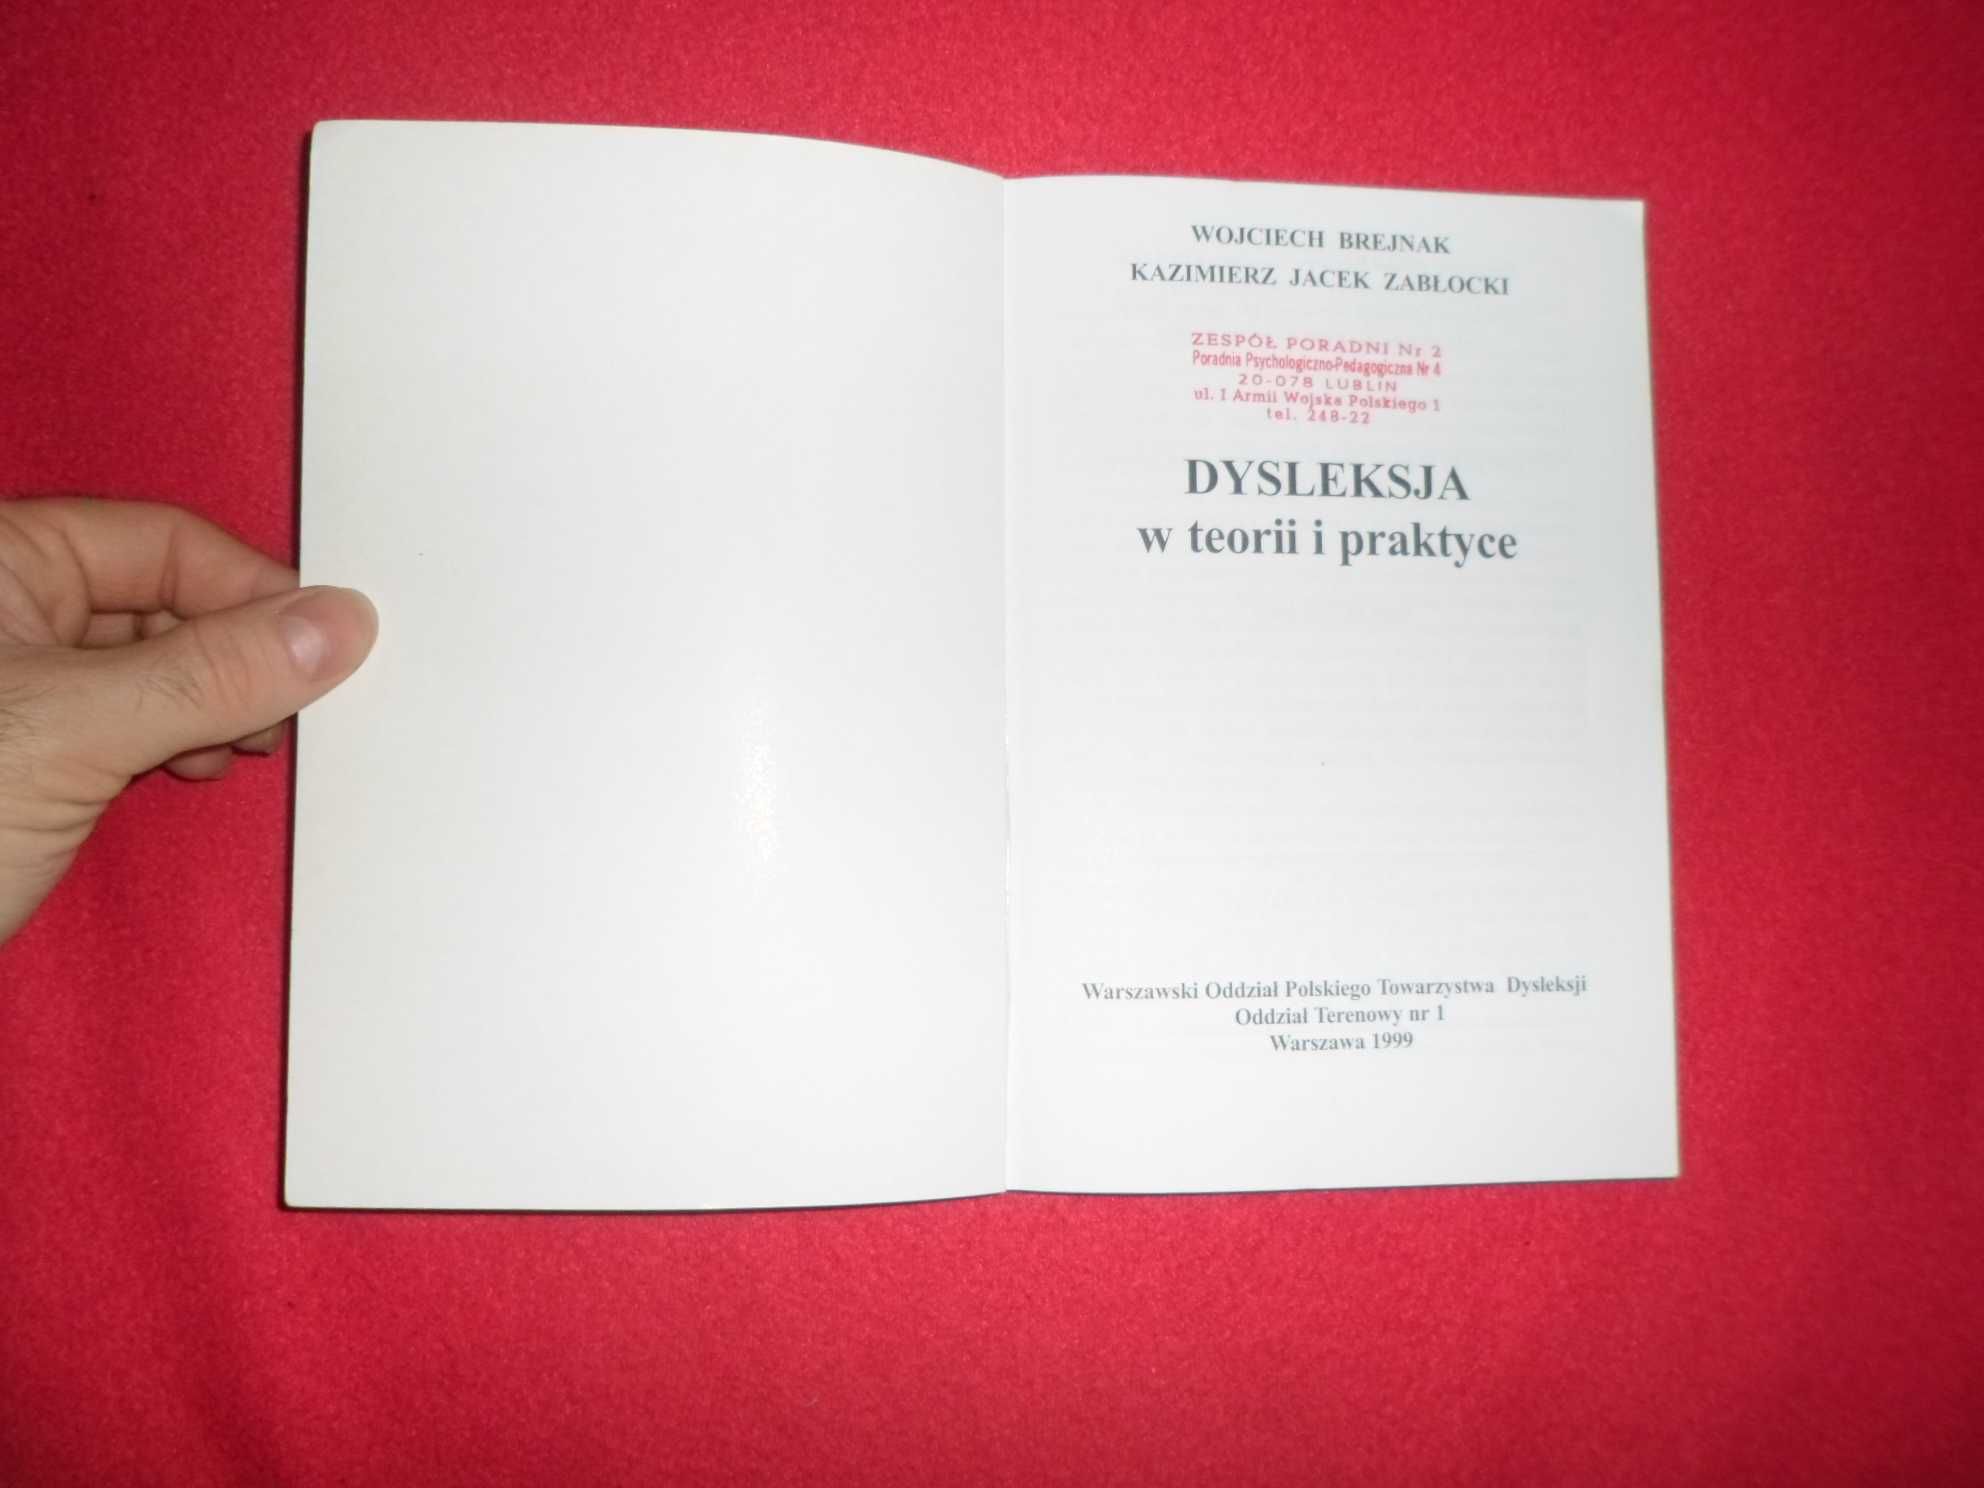 WOJCIECH BREJNAK
KAZIMIERZ JACEK ZABŁOCKI
ZESPÓŁ PORADNI Nr 2
Poradnia Psychologiczno-Pedagogiczna Nr 4
20-078 LUBLIN
ul. I Armii Wojska Polskiego 1
tel. 248-22
DYSLEKSJA
w teorii i praktyce
Warszawski Oddział Polskiego Towarzystwa Dysleksji
Oddział Terenowy nr 1
Warszawa 1999